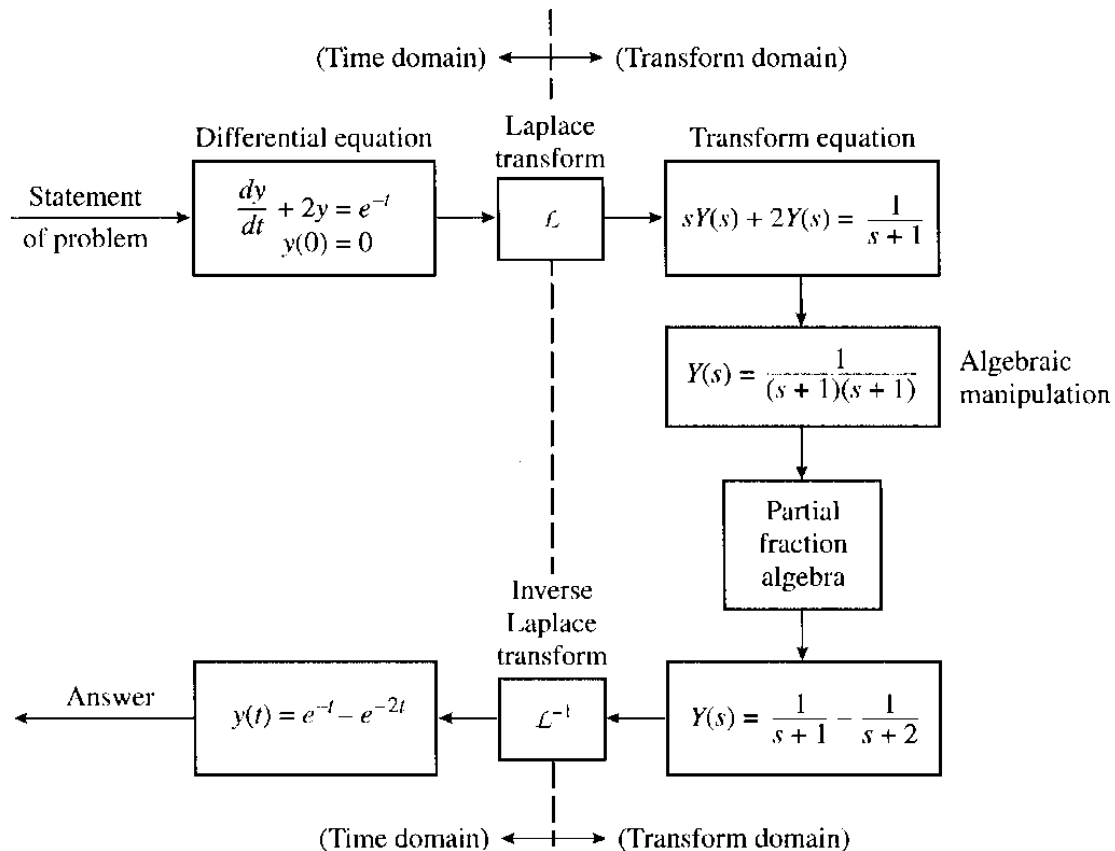 (Time domain) (Transform domain)
Differential equation
Laplace
transform
Transform equation
Statement
of problem
dy/dt + 2y = e^{-t}
y(0) = 0
ℒ
sY(s) + 2Y(s) = 1/(s + 1)
Y(s) = 1/((s + 1)(s + 1))
Algebraic
manipulation
Partial
fraction
algebra
Inverse
Laplace
transform
Answer
y(t) = e^{-t} – e^{-2t}
ℒ^{-1}
Y(s) = 1/(s + 1) – 1/(s + 2)
(Time domain) (Transform domain)